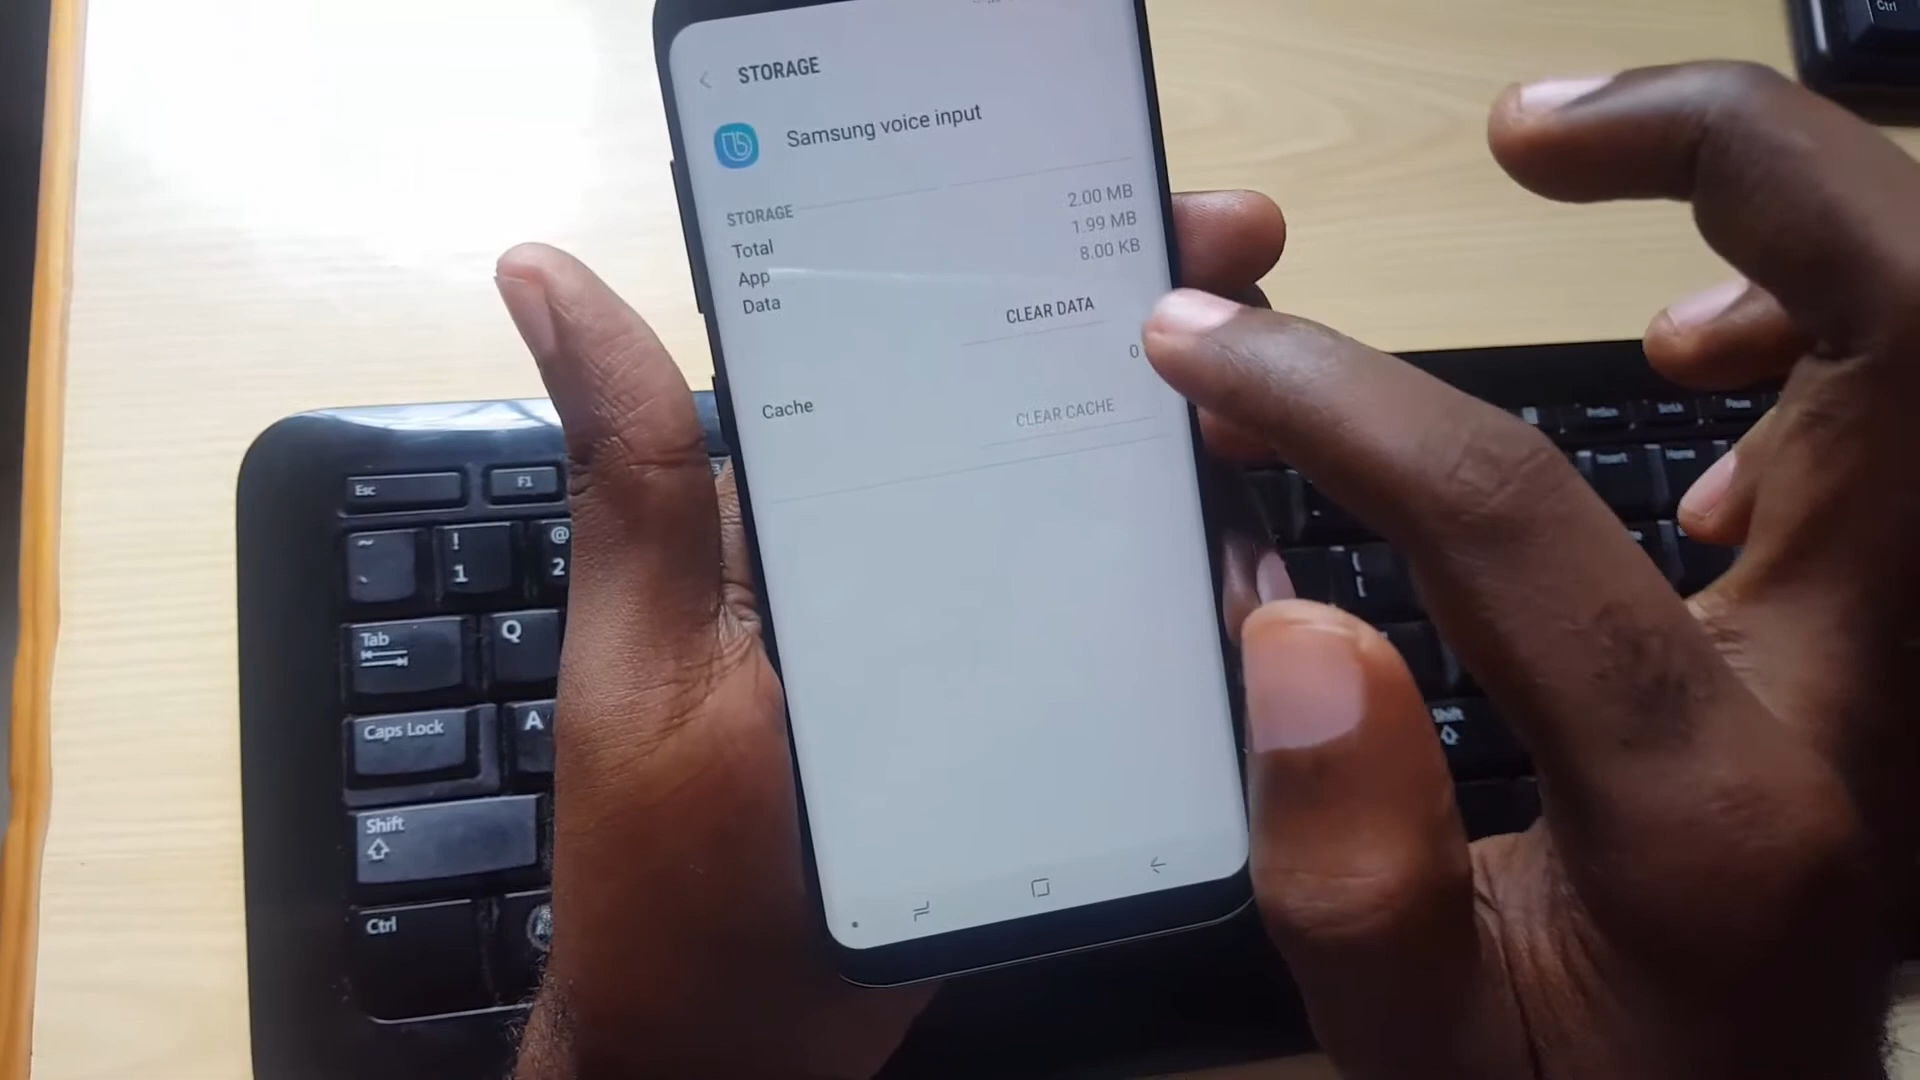 STORAGE
Samsung voice input
STORAGE
Total 2.00 MB
App 1.99 MB
Data 8.00 KB
CLEAR DATA
0
Cache
CLEAR CACHE
Esc
F1
~
`
!
1
@
2
Tab
Q
Caps Lock
A
Shift
Ctrl
Ctrl
PrtScn
ScrLk
Pause
Insert
Home
{
[
Shift